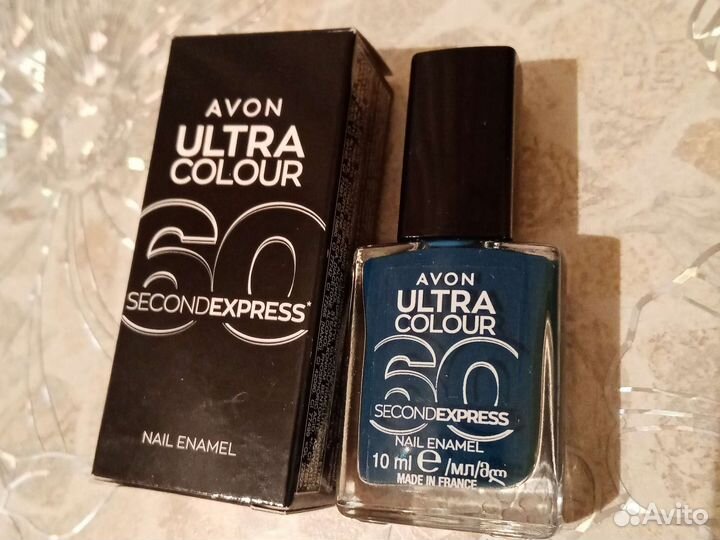 AVON
ULTRA
COLOUR
60
SECONDEXPRESS*
NAIL ENAMEL
AVON
ULTRA
COLOUR
60
SECONDEXPRESS
NAIL ENAMEL
10 ml e /мл/მლ
MADE IN FRANCE
Avito